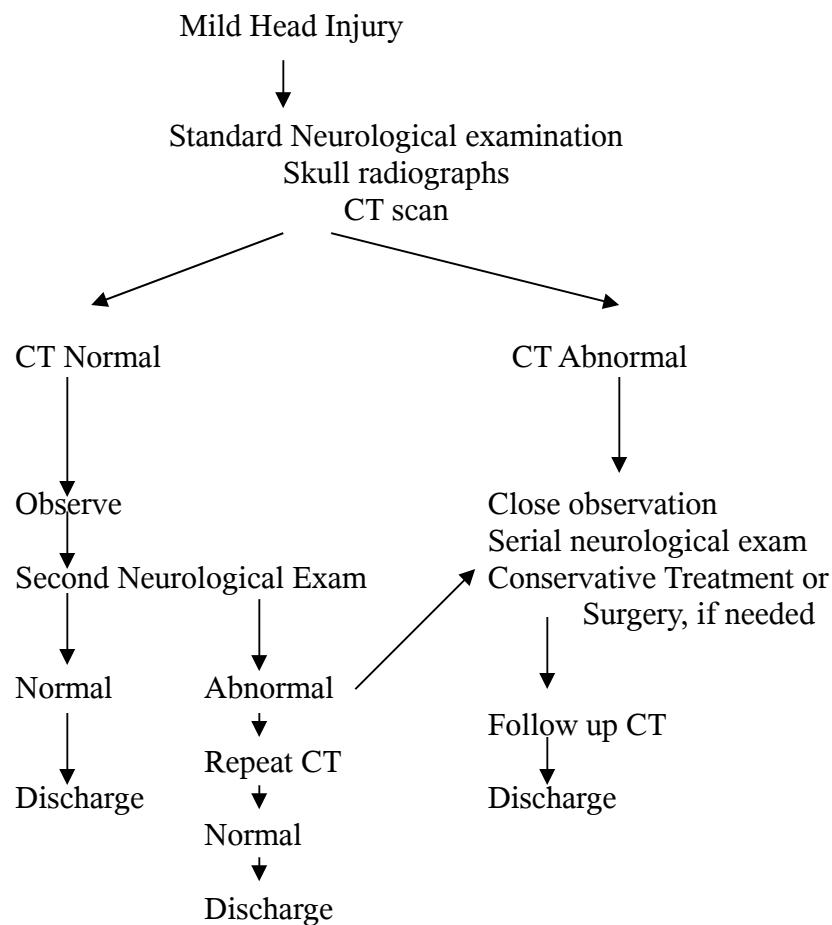 Mild Head Injury
Standard Neurological examination
Skull radiographs
CT scan
CT Normal
CT Abnormal
Observe
Second Neurological Exam
Close observation
Serial neurological exam
Conservative Treatment or
Surgery, if needed
Normal
Abnormal
Discharge
Repeat CT
Normal
Discharge
Follow up CT
Discharge